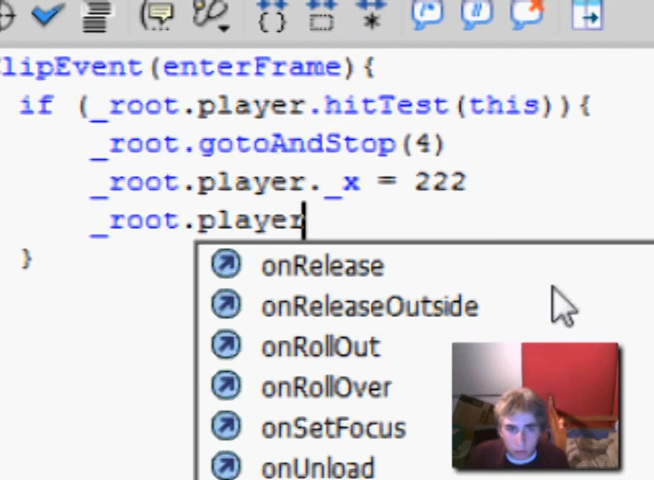 lipEvent(enterFrame){
if (_root.player.hitTest(this)){
_root.gotoAndStop(4)
_root.player._x = 222
_root.player
}
onRelease
onReleaseOutside
onRollOut
onRollOver
onSetFocus
onUnload